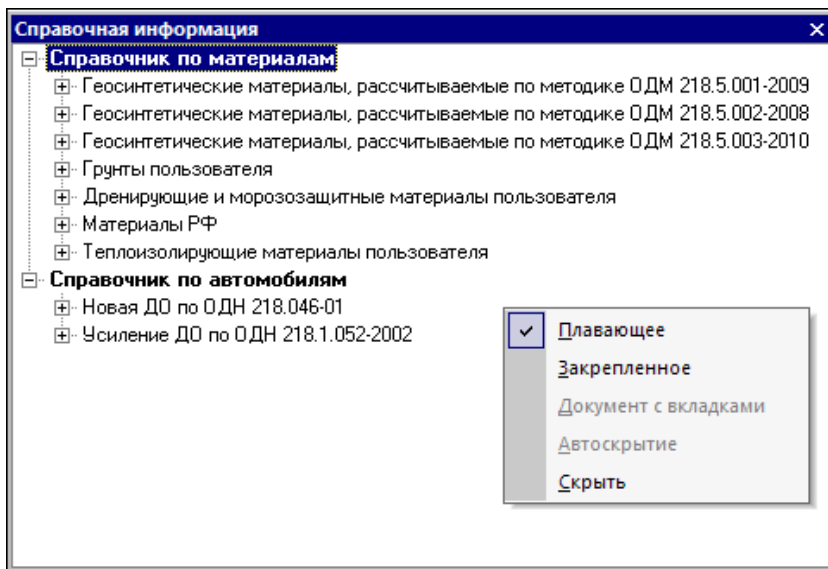 Справочная информация
Справочник по материалам
Геосинтетические материалы, рассчитываемые по методике ОДМ 218.5.001-2009
Геосинтетические материалы, рассчитываемые по методике ОДМ 218.5.002-2008
Геосинтетические материалы, рассчитываемые по методике ОДМ 218.5.003-2010
Грунты пользователя
Дренирующие и морозозащитные материалы пользователя
Материалы РФ
Теплоизолирующие материалы пользователя
Справочник по автомобилям
Новая ДО по ОДН 218.046-01
Усиление ДО по ОДН 218.1.052-2002
Плавающее
Закрепленное
Документ с вкладками
Автоскрытие
Скрыть